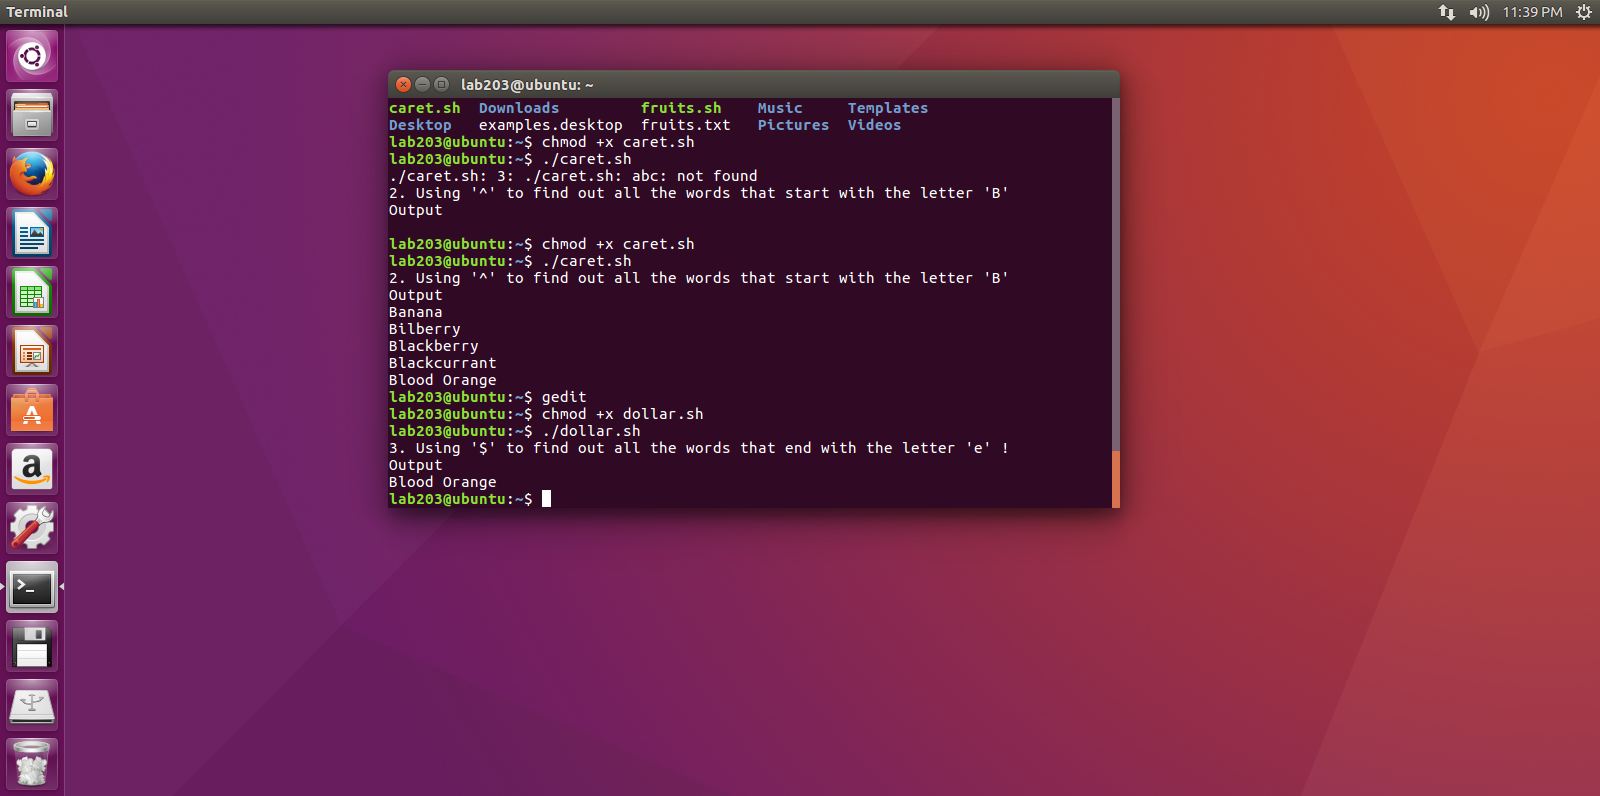 Terminal
11:39 PM
lab203@ubuntu: ~
caret.sh  Downloads         fruits.sh    Music     Templates
Desktop   examples.desktop  fruits.txt   Pictures  Videos
lab203@ubuntu:~$ chmod +x caret.sh
lab203@ubuntu:~$ ./caret.sh
./caret.sh: 3: ./caret.sh: abc: not found
2. Using '^' to find out all the words that start with the letter 'B'
Output
lab203@ubuntu:~$ chmod +x caret.sh
lab203@ubuntu:~$ ./caret.sh
2. Using '^' to find out all the words that start with the letter 'B'
Output
Banana
Bilberry
Blackberry
Blackcurrant
Blood Orange
lab203@ubuntu:~$ gedit
lab203@ubuntu:~$ chmod +x dollar.sh
lab203@ubuntu:~$ ./dollar.sh
3. Using '$' to find out all the words that end with the letter 'e' !
Output
Blood Orange
lab203@ubuntu:~$